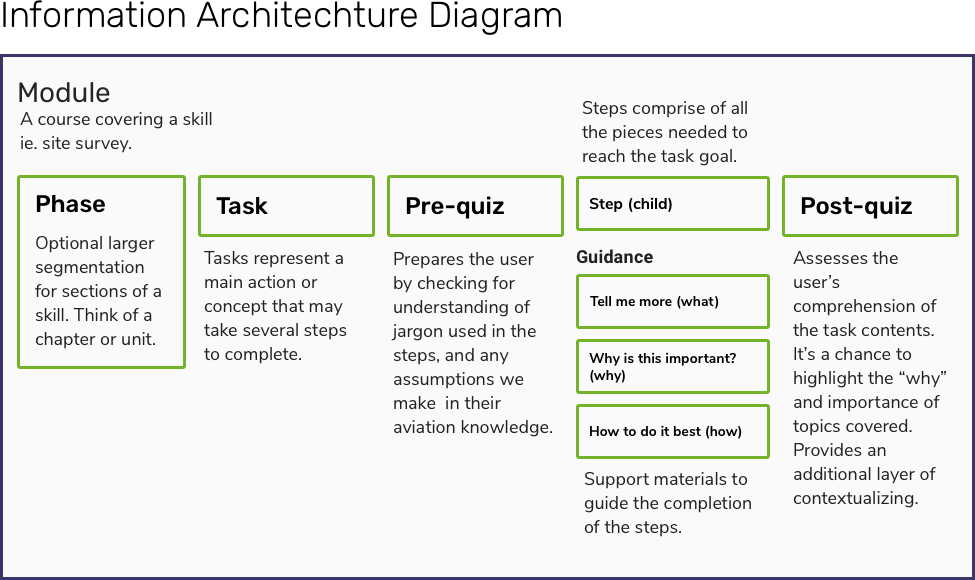 Information Architechture Diagram
Module
A course covering a skill
ie. site survey.
Phase
Optional larger
segmentation
for sections of a
skill. Think of a
chapter or unit.
Task
Tasks represent a
main action or
concept that may
take several steps
to complete.
Pre-quiz
Prepares the user
by checking for
understanding of
jargon used in the
steps, and any
assumptions we
make  in their
aviation knowledge.
Steps comprise of all
the pieces needed to
reach the task goal.
Step (child)
Guidance
Tell me more (what)
Why is this important?
(why)
How to do it best (how)
Support materials to
guide the completion
of the steps.
Post-quiz
Assesses the
user’s
comprehension of
the task contents.
It’s a chance to
highlight the “why”
and importance of
topics covered.
Provides an
additional layer of
contextualizing.